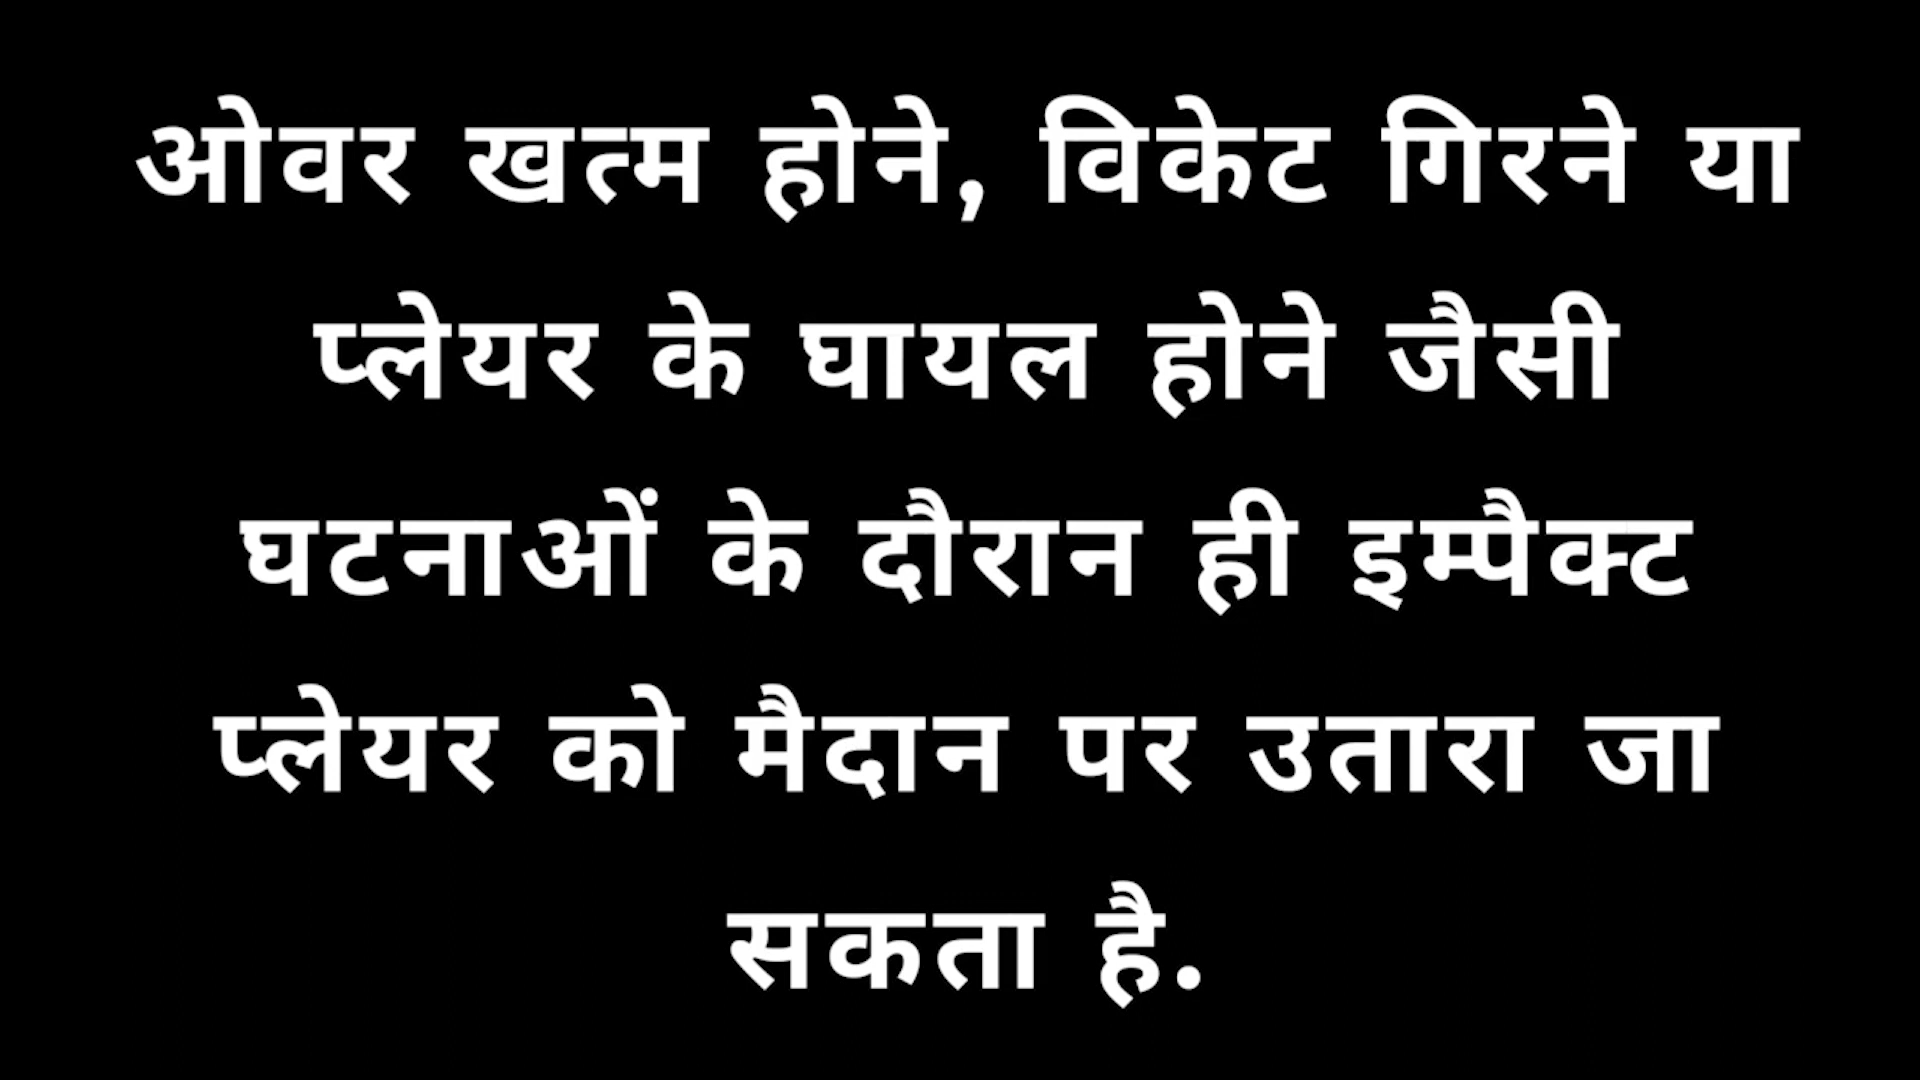 ओवर खत्म होने, विकेट गिरने या
प्लेयर के घायल होने जैसी
घटनाओं के दौरान ही इम्पैक्ट
प्लेयर को मैदान पर उतारा जा
सकता है.